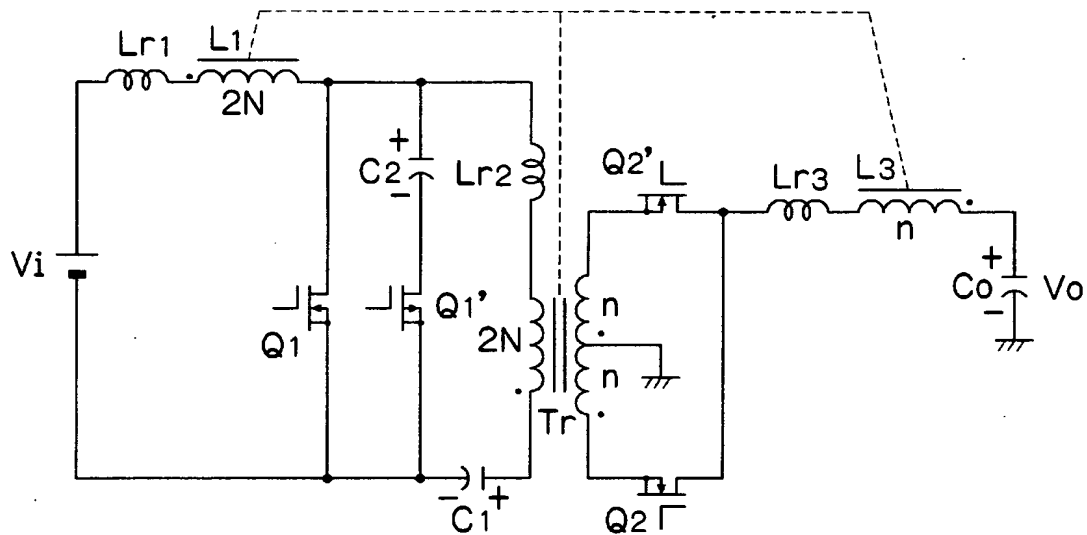 Lr1
L1
2N
C2
+
-
Lr2
Q2'
Lr3
L3
n
Vi
Q1
Q1'
2N
n
n
Tr
Co
+
-
Vo
-
+
C1
Q2